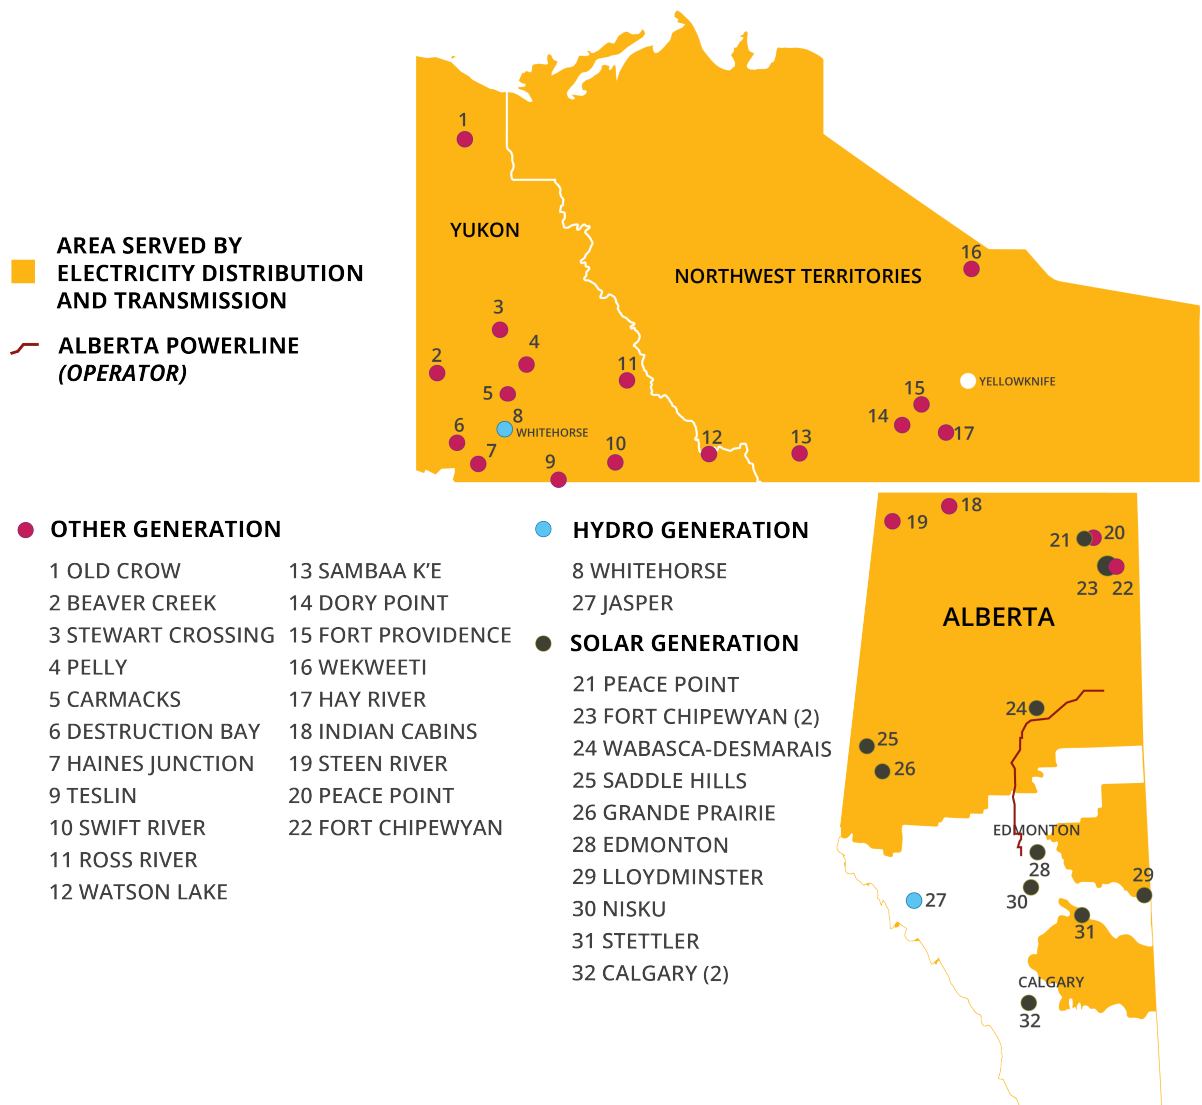 1
YUKON
NORTHWEST TERRITORIES
16
AREA SERVED BY
ELECTRICITY DISTRIBUTION
AND TRANSMISSION
ALBERTA POWERLINE
(OPERATOR)
3
4
2
11
5
YELLOWKNIFE
15
14
17
8
WHITEHORSE
6
7
9
10
12
13
OTHER GENERATION
1 OLD CROW
2 BEAVER CREEK
3 STEWART CROSSING
4 PELLY
5 CARMACKS
6 DESTRUCTION BAY
7 HAINES JUNCTION
9 TESLIN
10 SWIFT RIVER
11 ROSS RIVER
12 WATSON LAKE
13 SAMBAA K’E
14 DORY POINT
15 FORT PROVIDENCE
16 WEKWEETI
17 HAY RIVER
18 INDIAN CABINS
19 STEEN RIVER
20 PEACE POINT
22 FORT CHIPEWYAN
HYDRO GENERATION
8 WHITEHORSE
27 JASPER
SOLAR GENERATION
21 PEACE POINT
23 FORT CHIPEWYAN (2)
24 WABASCA-DESMARAIS
25 SADDLE HILLS
26 GRANDE PRAIRIE
28 EDMONTON
29 LLOYDMINSTER
30 NISKU
31 STETTLER
32 CALGARY (2)
18
19
21
20
23
22
ALBERTA
24
25
26
EDMONTON
28
29
30
27
31
CALGARY
32